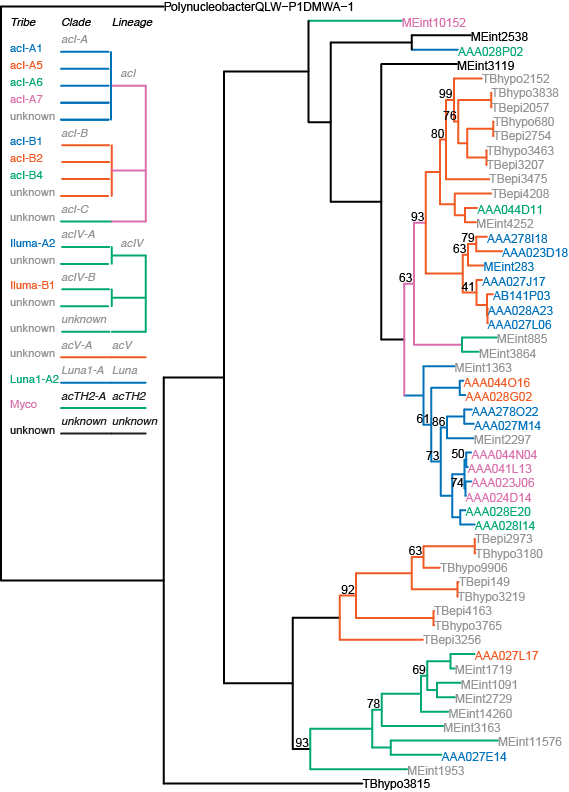 PolynucleobacterQLW-P1DMWA-1
Tribe Clade Lineage
acI-A
acI-A1
acI-A5
acI
acI-A6
acI-A7
unknown
acI-B
acI-B1
acI-B2
acI-B4
unknown
acI-C
unknown
acIV-A
Iluma-A2
acIV
unknown
acIV-B
Iluma-B1
unknown
unknown
unknown
acV-A acV
unknown
Luna1-A Luna
Luna1-A2
acTH2-A acTH2
Myco
unknown unknown
unknown
MEint10152
MEint2538
AAA028P02
MEint3119
TBhypo2152
99
TBhypo3838
TBepi2057
76
TBhypo680
80
TBepi2754
TBhypo3463
TBepi3207
TBepi3475
TBepi4208
AAA044D11
93
MEint4252
79
AAA278I18
63
AAA023D18
MEint283
63
AAA027J17
41
AB141P03
AAA028A23
AAA027L06
MEint885
MEint3864
MEint1363
AAA044O16
AAA028G02
AAA278O22
61
86
AAA027M14
MEint2297
73
50
AAA044N04
AAA041L13
74
AAA023J06
AAA024D14
AAA028E20
AAA028I14
TBepi2973
63
TBhypo3180
TBhypo9906
TBepi149
92
TBhypo3219
TBepi4163
TBhypo3765
TBepi3256
AAA027L17
69
MEint1719
MEint1091
MEint2729
78
MEint14260
MEint3163
93
MEint11576
AAA027E14
MEint1953
TBhypo3815